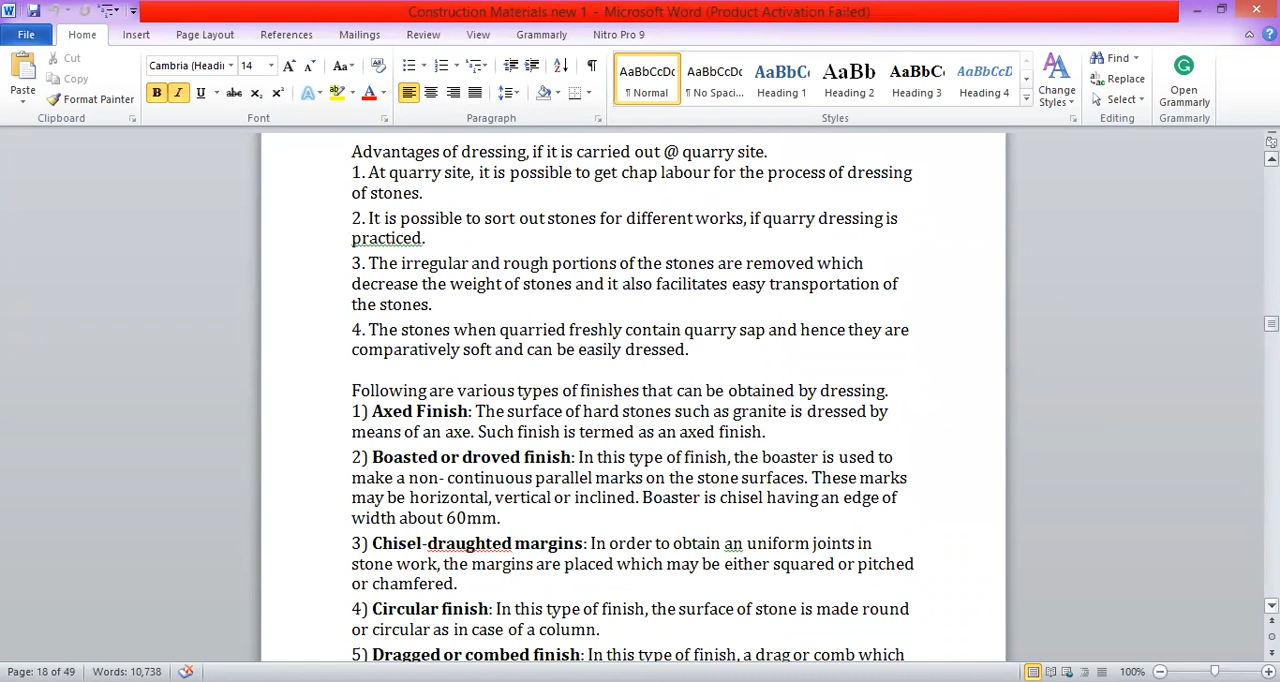 Construction Materials new 1 - Microsoft Word (Product Activation Failed)
File Home Insert Page Layout References Mailings Review View Grammarly Nitro Pro 9
Paste Cut Copy Format Painter Clipboard
Cambria (Headi 14 Aa B I U abc X₂ X² A A Font
Paragraph
AaBbCcDc ¶ Normal AaBbCcDc ¶ No Spaci... AaBbC Heading 1 AaBb Heading 2 AaBbC Heading 3 AaBbCcD Heading 4 Change Styles Styles
Find Replace Select Editing
Open Grammarly Grammarly
Advantages of dressing, if it is carried out @ quarry site.
1. At quarry site, it is possible to get chap labour for the process of dressing
of stones.
2. It is possible to sort out stones for different works, if quarry dressing is
practiced.
3. The irregular and rough portions of the stones are removed which
decrease the weight of stones and it also facilitates easy transportation of
the stones.
4. The stones when quarried freshly contain quarry sap and hence they are
comparatively soft and can be easily dressed.
Following are various types of finishes that can be obtained by dressing.
1) Axed Finish: The surface of hard stones such as granite is dressed by
means of an axe. Such finish is termed as an axed finish.
2) Boasted or droved finish: In this type of finish, the boaster is used to
make a non- continuous parallel marks on the stone surfaces. These marks
may be horizontal, vertical or inclined. Boaster is chisel having an edge of
width about 60mm.
3) Chisel-draughted margins: In order to obtain an uniform joints in
stone work, the margins are placed which may be either squared or pitched
or chamfered.
4) Circular finish: In this type of finish, the surface of stone is made round
or circular as in case of a column.
5) Dragged or combed finish: In this type of finish, a drag or comb which
Page: 18 of 49 Words: 10,738 100%